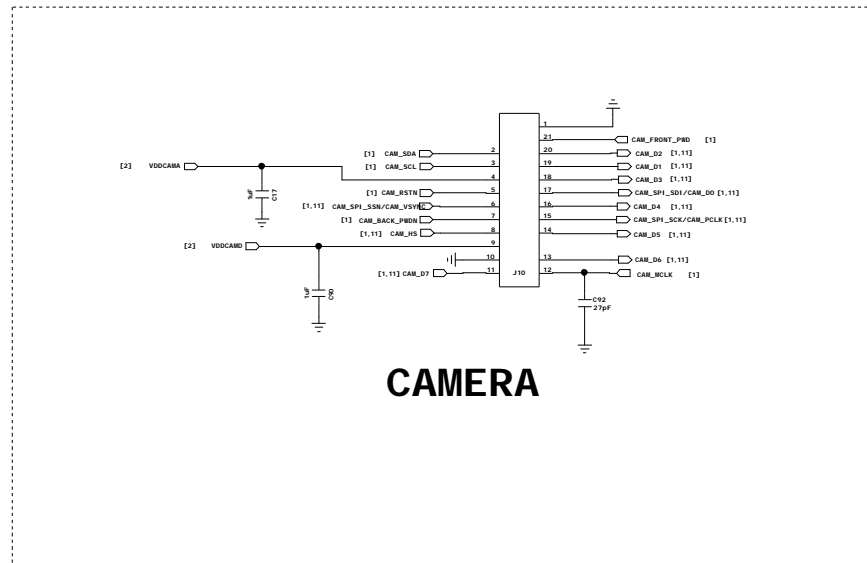 1
21 CAM_FRONT_PWD [1]
[1] CAM_SDA 2 20 CAM_D2 [1,11]
[2] VDDCAMA [1] CAM_SCL 3 19 CAM_D1 [1,11]
4 18 CAM_D3 [1,11]
1uF C17 [1] CAM_RSTN 5 17 CAM_SPI_SDI/CAM_DO [1,11]
[1,11] CAM_SPI_SSN/CAM_VSYNC 6 16 CAM_D4 [1,11]
[1] CAM_BACK_PWDN 7 15 CAM_SPI_SCK/CAM_PCLK [1,11]
[1,11] CAM_HS 8 14 CAM_D5 [1,11]
[2] VDDCAMD 9
10 13 CAM_D6 [1,11]
[1,11] CAM_D7 11 J10 12 CAM_MCLK [1]
1uF C90
C92
27pF
CAMERA